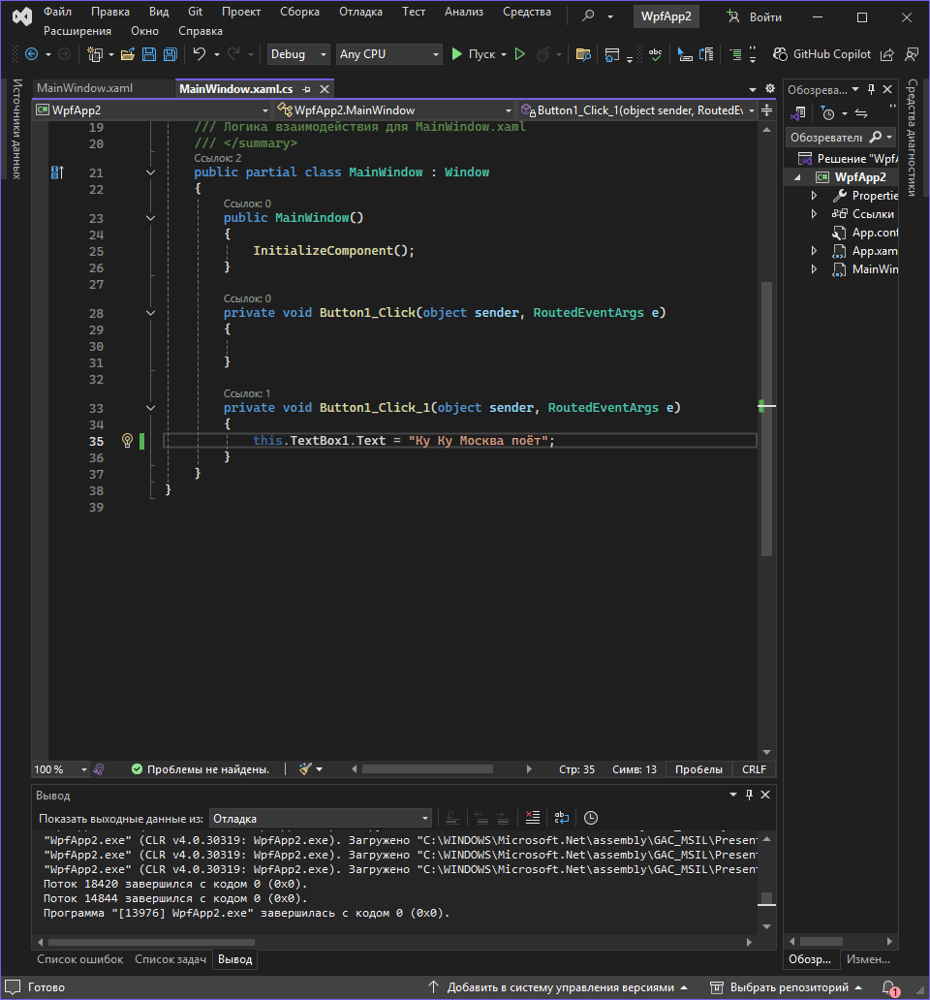 Файл Правка Вид Git Проект Сборка Отладка Тест Анализ Средства WpfApp2 Войти
Расширения Окно Справка
Debug Any CPU Пуск GitHub Copilot
Источники данных
MainWindow.xaml MainWindow.xaml.cs
WpfApp2 WpfApp2.MainWindow Button1_Click_1(object sender, RoutedEv
19 /// Логика взаимодействия для MainWindow.xaml
20 /// </summary>
Ссылок: 2
21 public partial class MainWindow : Window
22 {
Ссылок: 0
23 public MainWindow()
24 {
25 InitializeComponent();
26 }
27
Ссылок: 0
28 private void Button1_Click(object sender, RoutedEventArgs e)
29 {
30
31 }
32
Ссылок: 1
33 private void Button1_Click_1(object sender, RoutedEventArgs e)
34 {
35 this.TextBox1.Text = "Ку Ку Москва поёт";
36 }
37 }
38 }
39
100 % Проблемы не найдены. Стр: 35 Симв: 13 Пробелы CRLF
Обозрева...
Обозреватель
Решение "WpfA
WpfApp2
Propertie
Ссылки
App.conf
App.xam
MainWin
Обозр... Измен...
Средства диагностики
Вывод
Показать выходные данные из: Отладка
"WpfApp2.exe" (CLR v4.0.30319: WpfApp2.exe). Загружено "C:\WINDOWS\Microsoft.Net\assembly\GAC_MSIL\Present
"WpfApp2.exe" (CLR v4.0.30319: WpfApp2.exe). Загружено "C:\WINDOWS\Microsoft.Net\assembly\GAC_MSIL\Present
"WpfApp2.exe" (CLR v4.0.30319: WpfApp2.exe). Загружено "C:\WINDOWS\Microsoft.Net\assembly\GAC_MSIL\Present
Поток 18420 завершился с кодом 0 (0x0).
Поток 14844 завершился с кодом 0 (0x0).
Программа "[13976] WpfApp2.exe" завершилась с кодом 0 (0x0).
Список ошибок Список задач Вывод
Готово Добавить в систему управления версиями Выбрать репозиторий 1